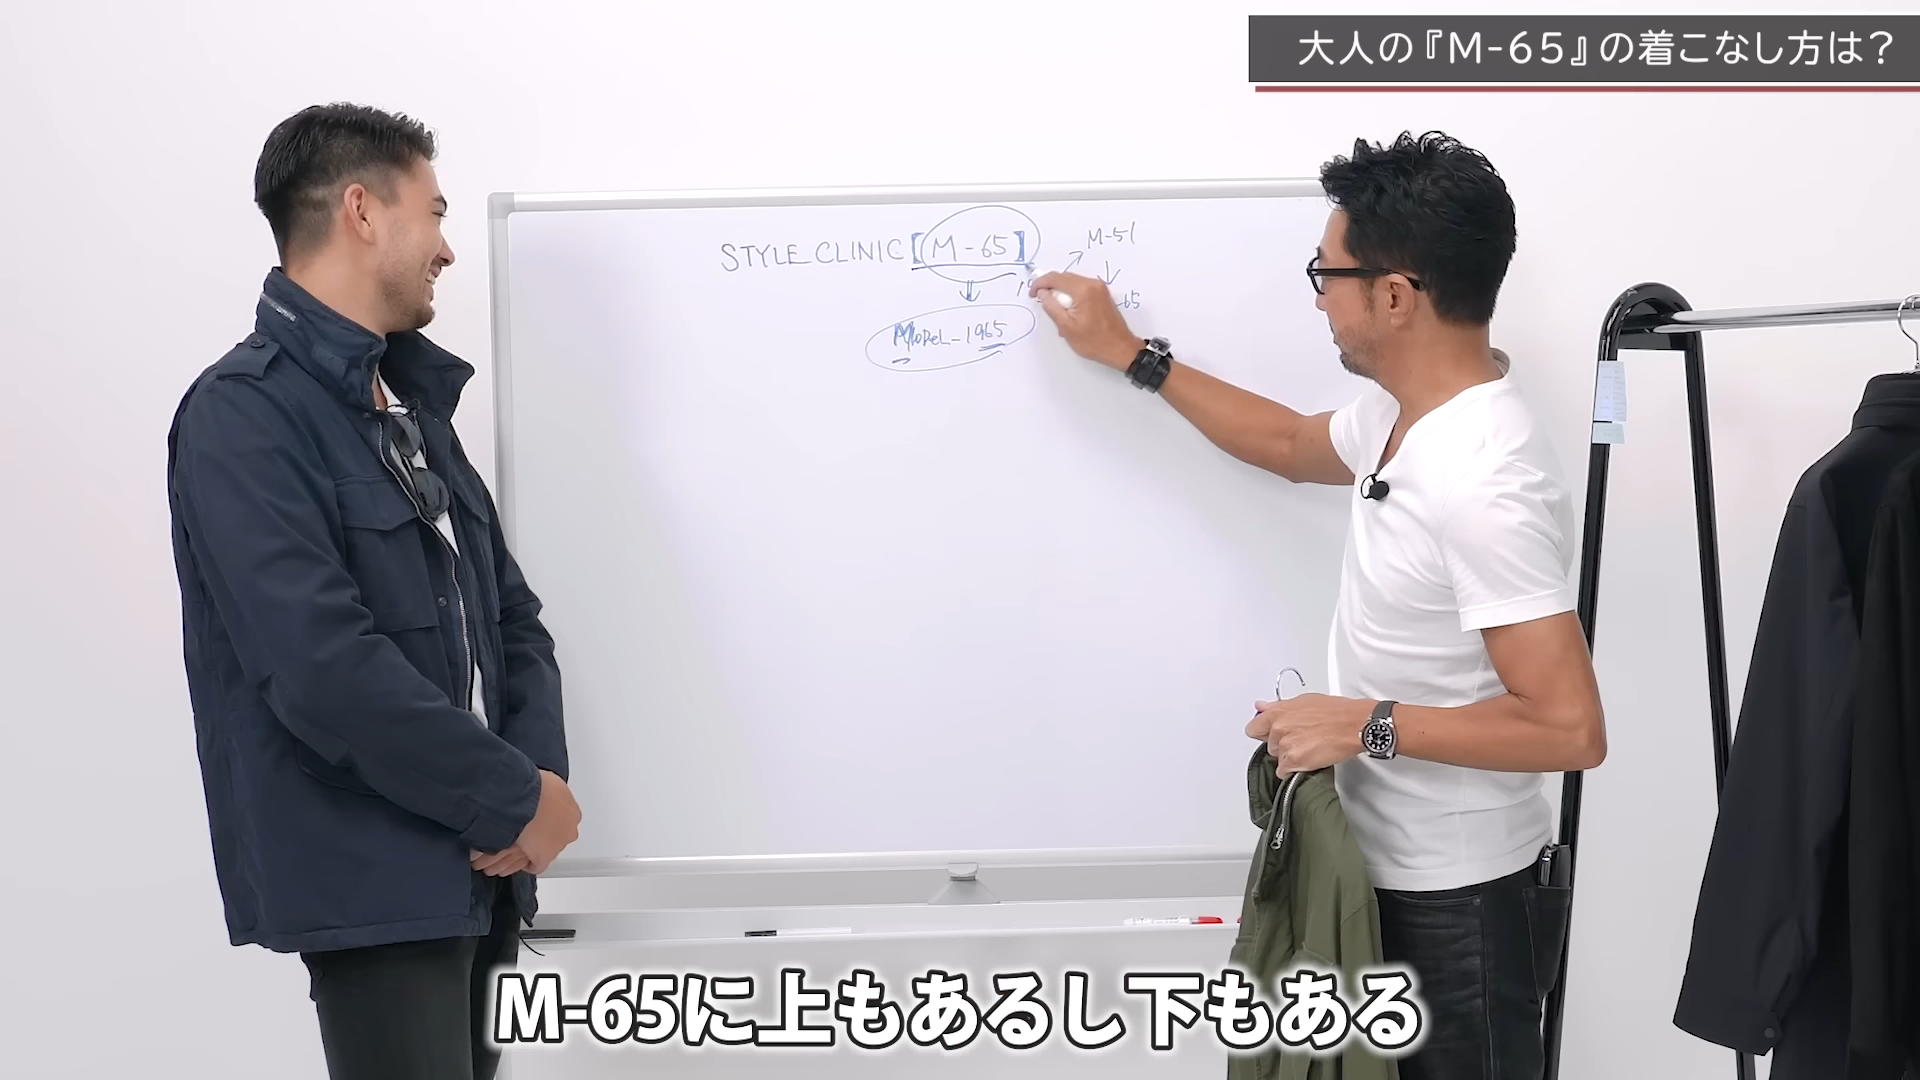 大人の『M-65』の着こなし方は？
STYLE CLINIC [M-65]
M-51
65
MODEL-1965
M-65に上もあるし下もある